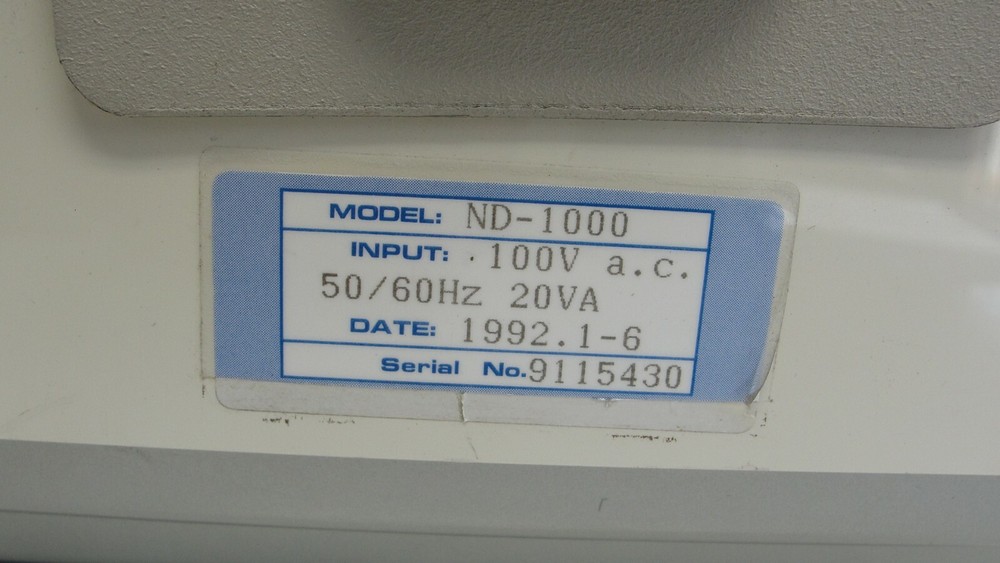 MODEL: ND-1000
INPUT: 100V a.c.
50/60Hz 20VA
DATE: 1992.1-6
Serial No.9115430